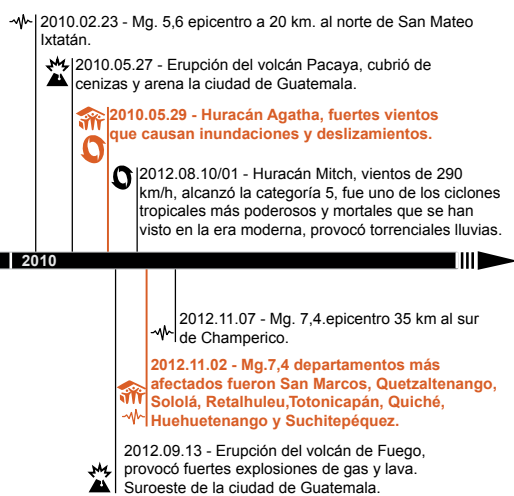 2010.02.23 - Mg. 5,6 epicentro a 20 km. al norte de San Mateo
Ixtatán.
2010.05.27 - Erupción del volcán Pacaya, cubrió de
cenizas y arena la ciudad de Guatemala.
2010.05.29 - Huracán Agatha, fuertes vientos
que causan inundaciones y deslizamientos.
2012.08.10/01 - Huracán Mitch, vientos de 290
km/h, alcanzó la categoría 5, fue uno de los ciclones
tropicales más poderosos y mortales que se han
visto en la era moderna, provocó torrenciales lluvias.
2010
2012.11.07 - Mg. 7,4.epicentro 35 km al sur
de Champerico.
2012.11.02 - Mg.7,4 departamentos más
afectados fueron San Marcos, Quetzaltenango,
Sololá, Retalhuleu,Totonicapán, Quiché,
Huehuetenango y Suchitepéquez.
2012.09.13 - Erupción del volcán de Fuego,
provocó fuertes explosiones de gas y lava.
Suroeste de la ciudad de Guatemala.